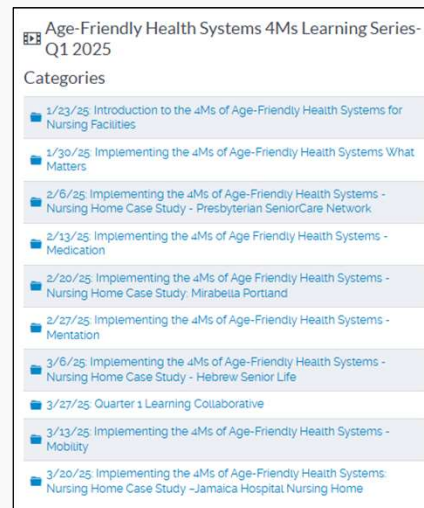 Age-Friendly Health Systems 4Ms Learning Series-
Q1 2025
Categories
1/23/25: Introduction to the 4Ms of Age-Friendly Health Systems for
Nursing Facilities
1/30/25: Implementing the 4Ms of Age-Friendly Health Systems What
Matters
2/6/25: Implementing the 4Ms of Age-Friendly Health Systems -
Nursing Home Case Study - Presbyterian SeniorCare Network
2/13/25: Implementing the 4Ms of Age Friendly Health Systems -
Medication
2/20/25: Implementing the 4Ms of Age Friendly Health Systems -
Nursing Home Case Study: Mirabella Portland
2/27/25: Implementing the 4Ms of Age-Friendly Health Systems -
Mentation
3/6/25: Implementing the 4Ms of Age-Friendly Health Systems -
Nursing Home Case Study - Hebrew Senior Life
3/27/25: Quarter 1 Learning Collaborative
3/13/25: Implementing the 4Ms of Age-Friendly Health Systems -
Mobility
3/20/25: Implementing the 4Ms of Age-Friendly Health Systems:
Nursing Home Case Study –Jamaica Hospital Nursing Home